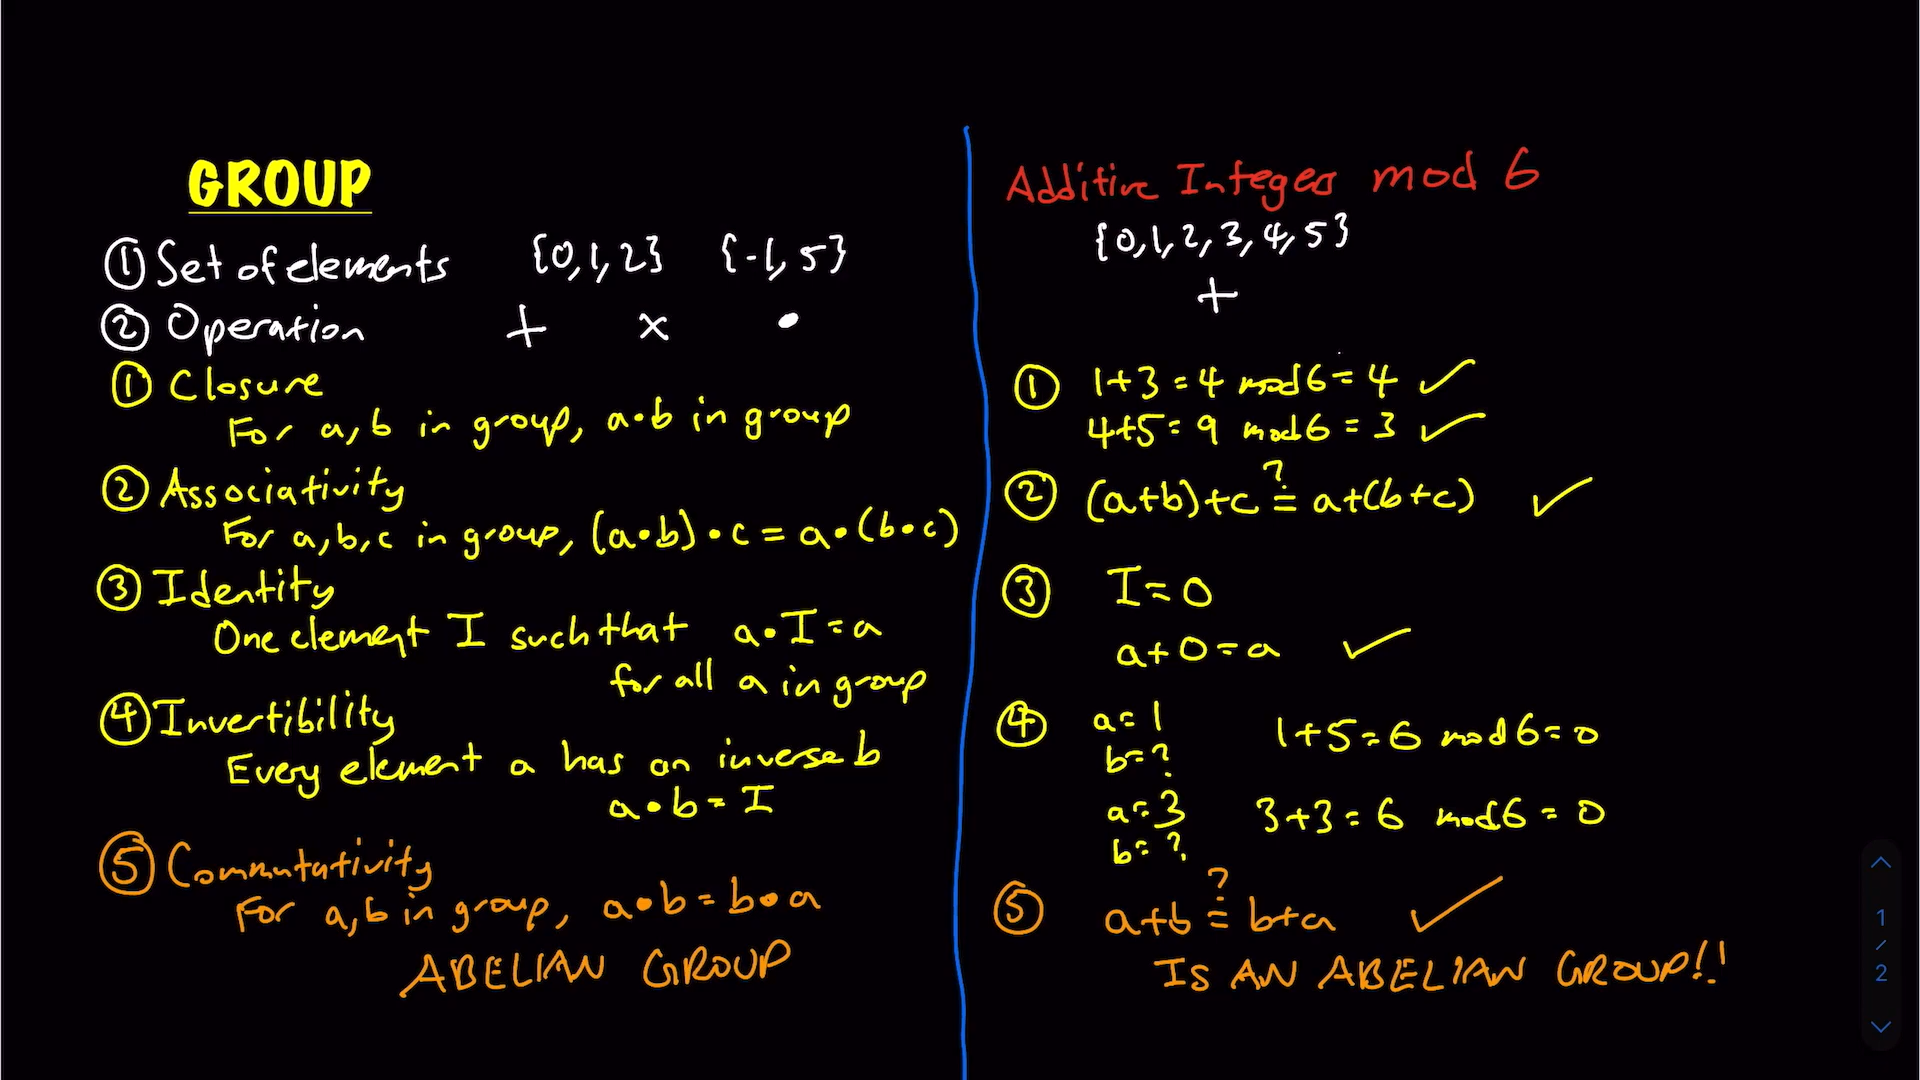 GROUP
① Set of elements {0,1,2} {-1,5}
② Operation + x •
① Closure
For a,b in group, a•b in group
② Associativity
For a,b,c in group, (a•b)•c = a•(b•c)
③ Identity
One element I such that a•I=a
for all a in group
④ Invertibility
Every element a has an inverse b
a•b=I
⑤ Commutativity
For a,b in group, a•b=b•a
ABELIAN GROUP
Additive Integers mod 6
{0,1,2,3,4,5}
+
① 1+3=4 mod6=4 ✓
4+5=9 mod6=3 ✓
?
② (a+b)+c = a+(b+c) ✓
③ I=0
a+0=a ✓
④ a=1 1+5=6 mod6=0
b=?
a=3 3+3=6 mod6=0
b=?
?
⑤ a+b = b+a ✓
IS AN ABELIAN GROUP!!
1
/
2